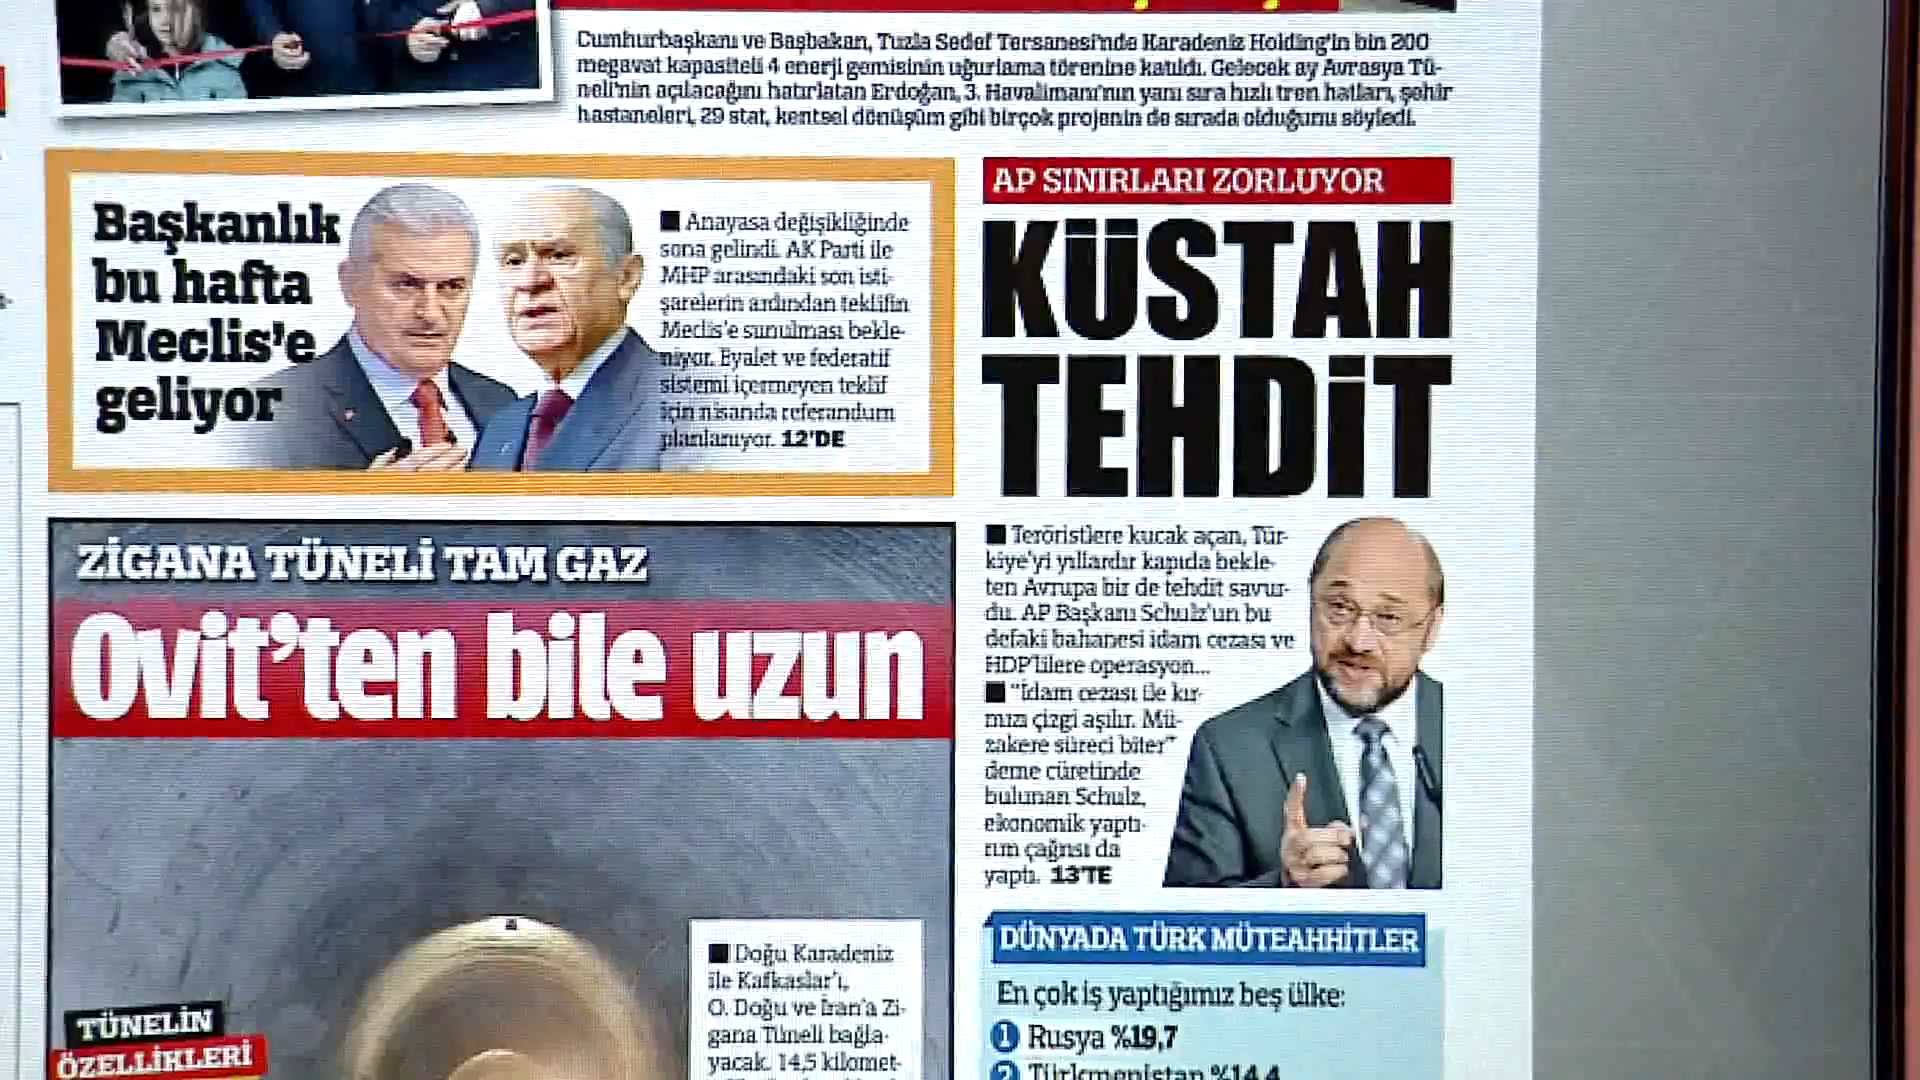 Cumhurbaşkanı ve Başbakan, Tuzla Sedef Tersanesi'nde Karadeniz Holding'in bin 200
megavat kapasiteli 4 enerji gemisinin uğurlama törenine katıldı. Gelecek ay Avrasya Tü-
neli'nin açılacağını hatırlatan Erdoğan, 3. Havalimanı'nın yanı sıra hızlı tren hatları, şehir
hastaneleri, 29 stat, kentsel dönüşüm gibi birçok projenin de sırada olduğunu söyledi.
Başkanlık
bu hafta
Meclis'e
geliyor
■ Anayasa değişikliğinde
sona gelindi. AK Parti ile
MHP arasındaki son isti-
şarelerin ardından teklifin
Meclis'e sunulması bekle-
niyor. Eyalet ve federatif
sistemi içermeyen teklif
için nisanda referandum
planlanıyor. 12'DE
AP SINIRLARI ZORLUYOR
KÜSTAH
TEHDİT
■ Teröristlere kucak açan, Tür-
kiye'yi yıllardır kapıda bekle-
ten Avrupa bir de tehdit savur-
du. AP Başkanı Schulz'un bu
defaki bahanesi idam cezası ve
HDP'lilere operasyon...
■ "İdam cezası ile kır-
mızı çizgi aşılır. Mü-
zakere süreci biter"
deme cüretinde
bulunan Schulz,
ekonomik yaptı-
rım çağrısı da
yaptı. 13'TE
ZİGANA TÜNELİ TAM GAZ
Ovit'ten bile uzun
■ Doğu Karadeniz
ile Kafkaslar'ı,
O. Doğu ve İran'a Zi-
gana Tüneli bağla-
yacak. 14,5 kilomet-
TÜNELİN
ÖZELLİKLERİ
DÜNYADA TÜRK MÜTEAHHİTLER
En çok iş yaptığımız beş ülke:
1 Rusya %19,7
2 Türkmenistan %14,4